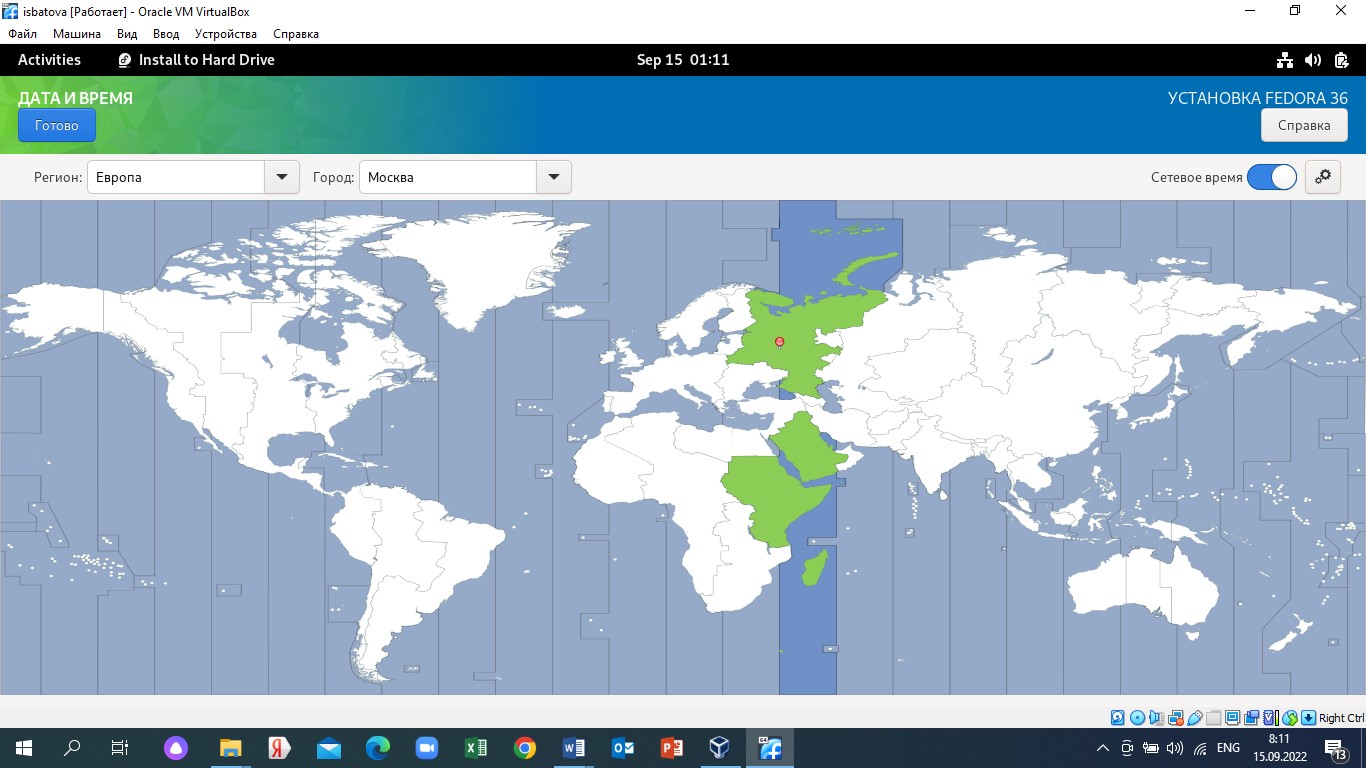 isbatova [Работает] - Oracle VM VirtualBox
Файл Машина Вид Ввод Устройства Справка
Activities Install to Hard Drive Sep 15 01:11
ДАТА И ВРЕМЯ УСТАНОВКА FEDORA 36
Готово Справка
Регион: Европа Город: Москва Сетевое время
Right Ctrl
ENG 8:11
15.09.2022
13